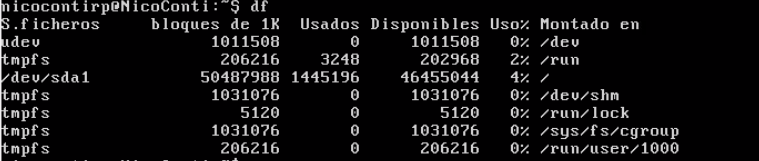 nicocontirp@NicoConti:~$ df
S.ficheros     bloques de 1K  Usados Disponibles Uso% Montado en
udev                 1011508       0     1011508   0% /dev
tmpfs                 206216    3248      202968   2% /run
/dev/sda1           50487988 1445196    46455044   4% /
tmpfs                1031076       0     1031076   0% /dev/shm
tmpfs                   5120       0        5120   0% /run/lock
tmpfs                1031076       0     1031076   0% /sys/fs/cgroup
tmpfs                 206216       0      206216   0% /run/user/1000